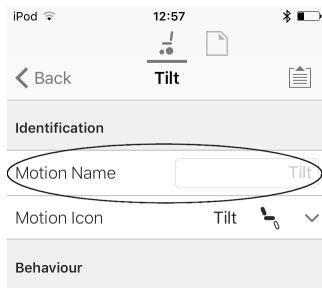 iPod 12:57
Back Tilt
Identification
Motion Name Tilt
Motion Icon Tilt
Behaviour